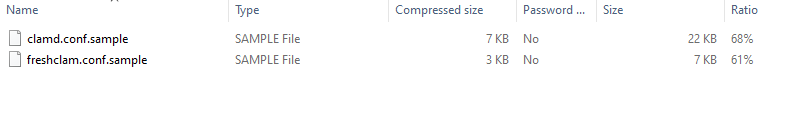 Name Type Compressed size Password ... Size Ratio
clamd.conf.sample SAMPLE File 7 KB No 22 KB 68%
freshclam.conf.sample SAMPLE File 3 KB No 7 KB 61%